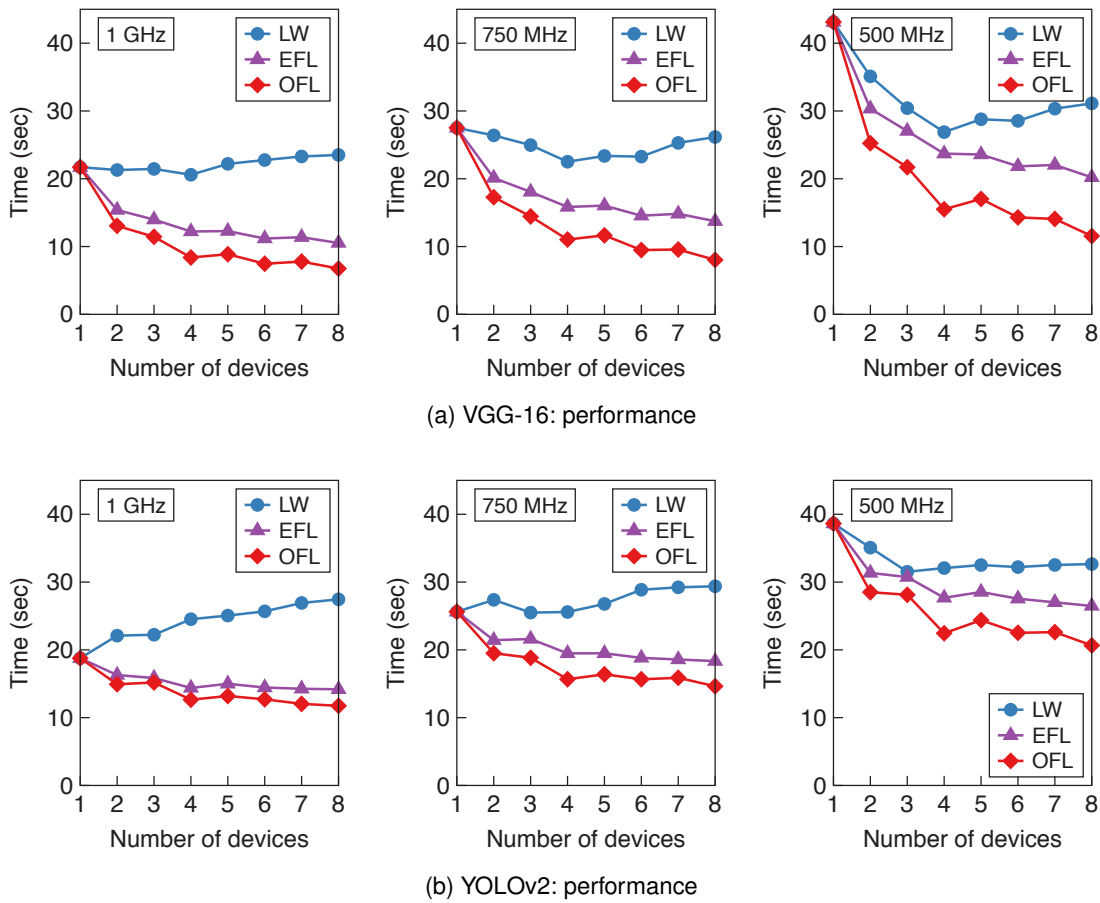 1 GHz
LW
EFL
OFL
Time (sec)
40
30
20
10
0
1 2 3 4 5 6 7 8
Number of devices
750 MHz
LW
EFL
OFL
Time (sec)
40
30
20
10
0
1 2 3 4 5 6 7 8
Number of devices
500 MHz
LW
EFL
OFL
Time (sec)
40
30
20
10
0
1 2 3 4 5 6 7 8
Number of devices
(a) VGG-16: performance
1 GHz
LW
EFL
OFL
Time (sec)
40
30
20
10
0
1 2 3 4 5 6 7 8
Number of devices
750 MHz
LW
EFL
OFL
Time (sec)
40
30
20
10
0
1 2 3 4 5 6 7 8
Number of devices
500 MHz
LW
EFL
OFL
Time (sec)
40
30
20
10
0
1 2 3 4 5 6 7 8
Number of devices
(b) YOLOv2: performance